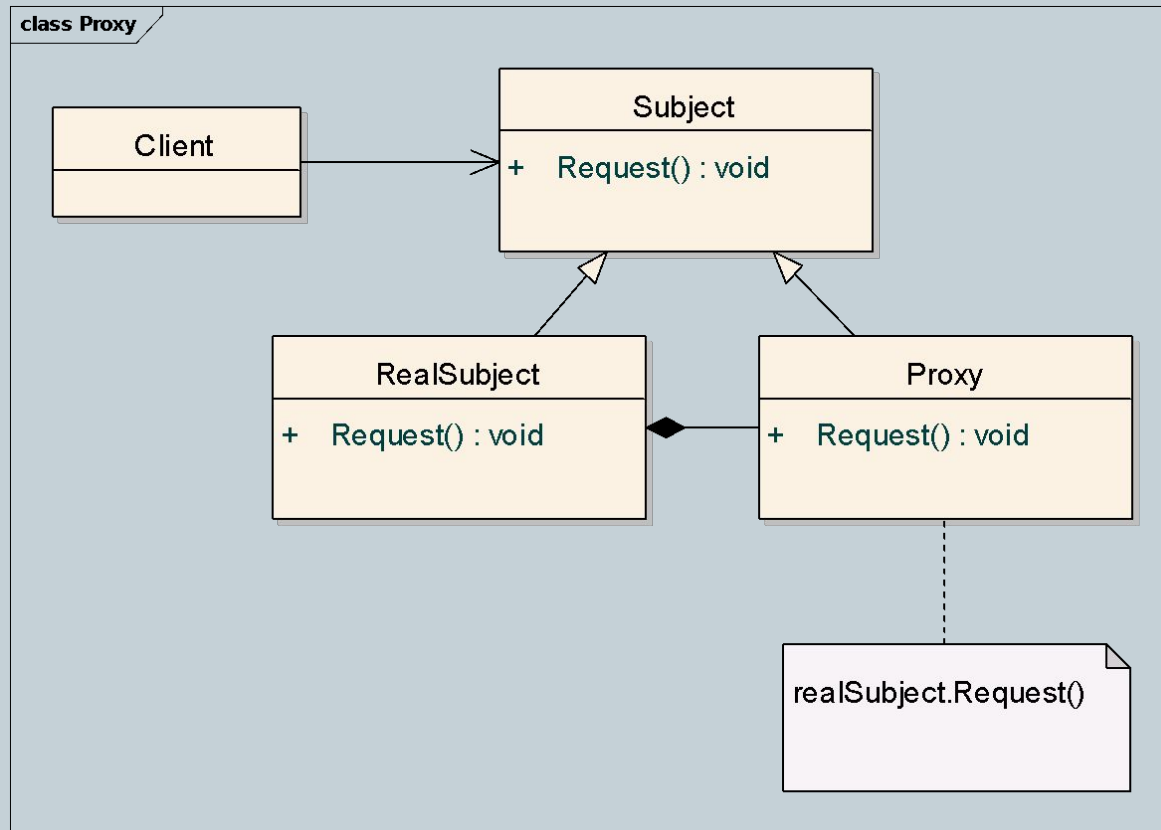 class Proxy
Subject
+ Request() : void
Client
RealSubject
+ Request() : void
Proxy
+ Request() : void
realSubject.Request()